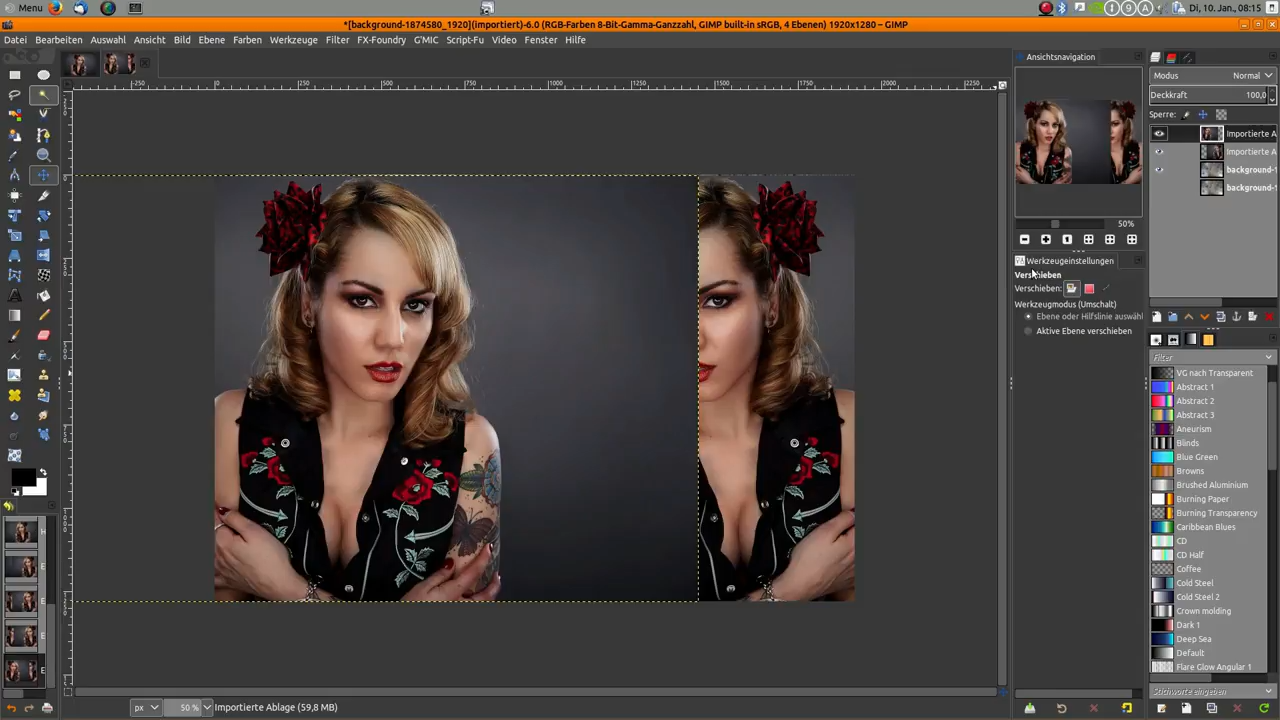 Menu
Di, 10. Jan., 08:15
*[background-1874580_1920](importiert)-6.0 (RGB-Farben 8-Bit-Gamma-Ganzzahl, GIMP built-in sRGB, 4 Ebenen) 1920x1280 – GIMP
Datei Bearbeiten Auswahl Ansicht Bild Ebene Farben Werkzeuge Filter FX-Foundry G'MIC Script-Fu Video Fenster Hilfe
Ansichtsnavigation
Modus Normal
Deckkraft 100,0
Sperre:
Importierte A
Importierte A
background-1
background-1
50%
Werkzeugeinstellungen
Verschieben
Verschieben:
Werkzeugmodus (Umschalt)
Ebene oder Hilfslinie auswähl
Aktive Ebene verschieben
Filter
VG nach Transparent
Abstract 1
Abstract 2
Abstract 3
Aneurism
Blinds
Blue Green
Browns
Brushed Aluminium
Burning Paper
Burning Transparency
Caribbean Blues
CD
CD Half
Coffee
Cold Steel
Cold Steel 2
Crown molding
Dark 1
Deep Sea
Default
Flare Glow Angular 1
Stichworte eingeben
px 50 % Importierte Ablage (59,8 MB)